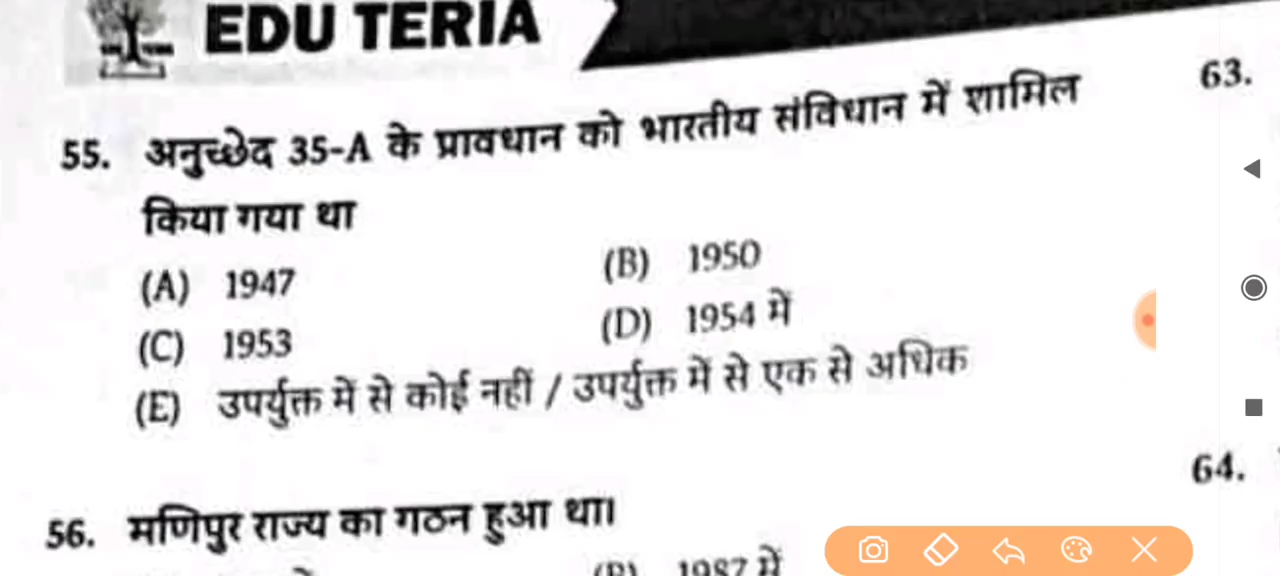 EDU TERIA
55. अनुच्छेद 35-A के प्रावधान को भारतीय संविधान में शामिल
किया गया था
(A) 1947
(B) 1950
(C) 1953
(D) 1954 में
(E) उपर्युक्त में से कोई नहीं / उपर्युक्त में से एक से अधिक
56. मणिपुर राज्य का गठन हुआ था।
(B) 1987 में
63.
64.